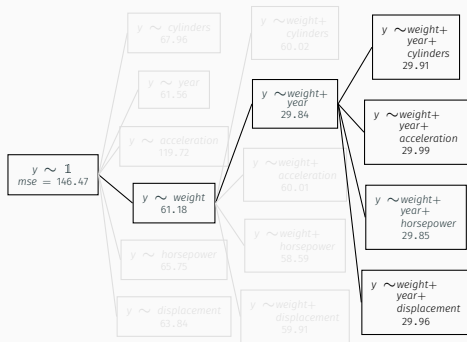 y ~ 𝟙
mse = 146.47
y ~ cylinders
67.96
y ~ year
61.56
y ~ acceleration
119.72
y ~ weight
61.18
y ~ horsepower
65.75
y ~ displacement
63.84
y ~weight+
cylinders
60.02
y ~weight+
year
29.84
y ~weight+
acceleration
60.01
y ~weight+
horsepower
58.59
y ~weight+
displacement
59.91
y ~weight+
year+
cylinders
29.91
y ~weight+
year+
acceleration
29.99
y ~weight+
year+
horsepower
29.85
y ~weight+
year+
displacement
29.96